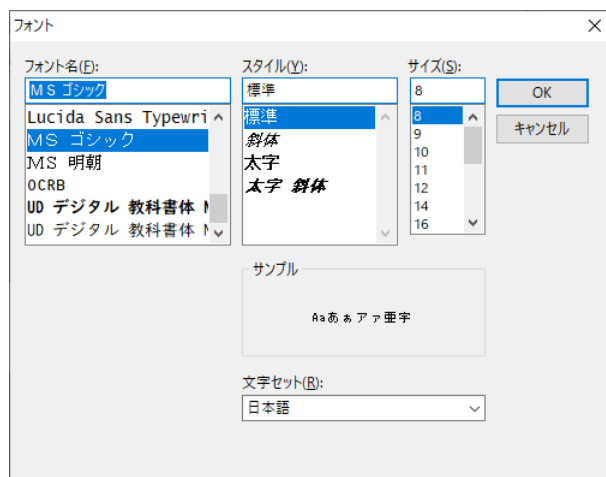 フォント
フォント名(F):
MS ゴシック
Lucida Sans Typewri
MS ゴシック
MS 明朝
OCRB
UD デジタル 教科書体 N
UD デジタル 教科書体 N
スタイル(Y):
標準
標準
斜体
太字
太字 斜体
サイズ(S):
8
8
9
10
11
12
14
16
OK
キャンセル
サンプル
Aaあぁアァ亜宇
文字セット(R):
日本語